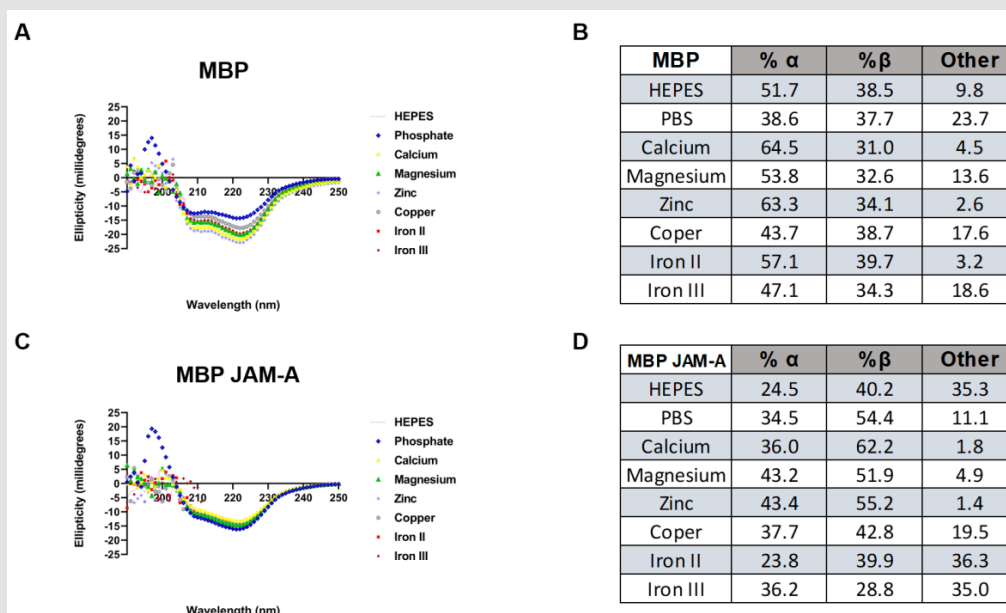 A
MBP
25
20
15
10
5
0
-5
-10
-15
-20
-25
200 210 220 230 240 250
Ellipticity (millidegrees)
Wavelength (nm)
HEPES
Phosphate
Calcium
Magnesium
Zinc
Copper
Iron II
Iron III
B
MBP % α %β Other
HEPES 51.7 38.5 9.8
PBS 38.6 37.7 23.7
Calcium 64.5 31.0 4.5
Magnesium 53.8 32.6 13.6
Zinc 63.3 34.1 2.6
Coper 43.7 38.7 17.6
Iron II 57.1 39.7 3.2
Iron III 47.1 34.3 18.6
C
MBP JAM-A
25
20
15
10
5
0
-5
-10
-15
-20
-25
200 210 220 230 240 250
Ellipticity (millidegrees)
Wavelength (nm)
HEPES
Phosphate
Calcium
Magnesium
Zinc
Copper
Iron II
Iron III
D
MBP JAM-A % α %β Other
HEPES 24.5 40.2 35.3
PBS 34.5 54.4 11.1
Calcium 36.0 62.2 1.8
Magnesium 43.2 51.9 4.9
Zinc 43.4 55.2 1.4
Coper 37.7 42.8 19.5
Iron II 23.8 39.9 36.3
Iron III 36.2 28.8 35.0